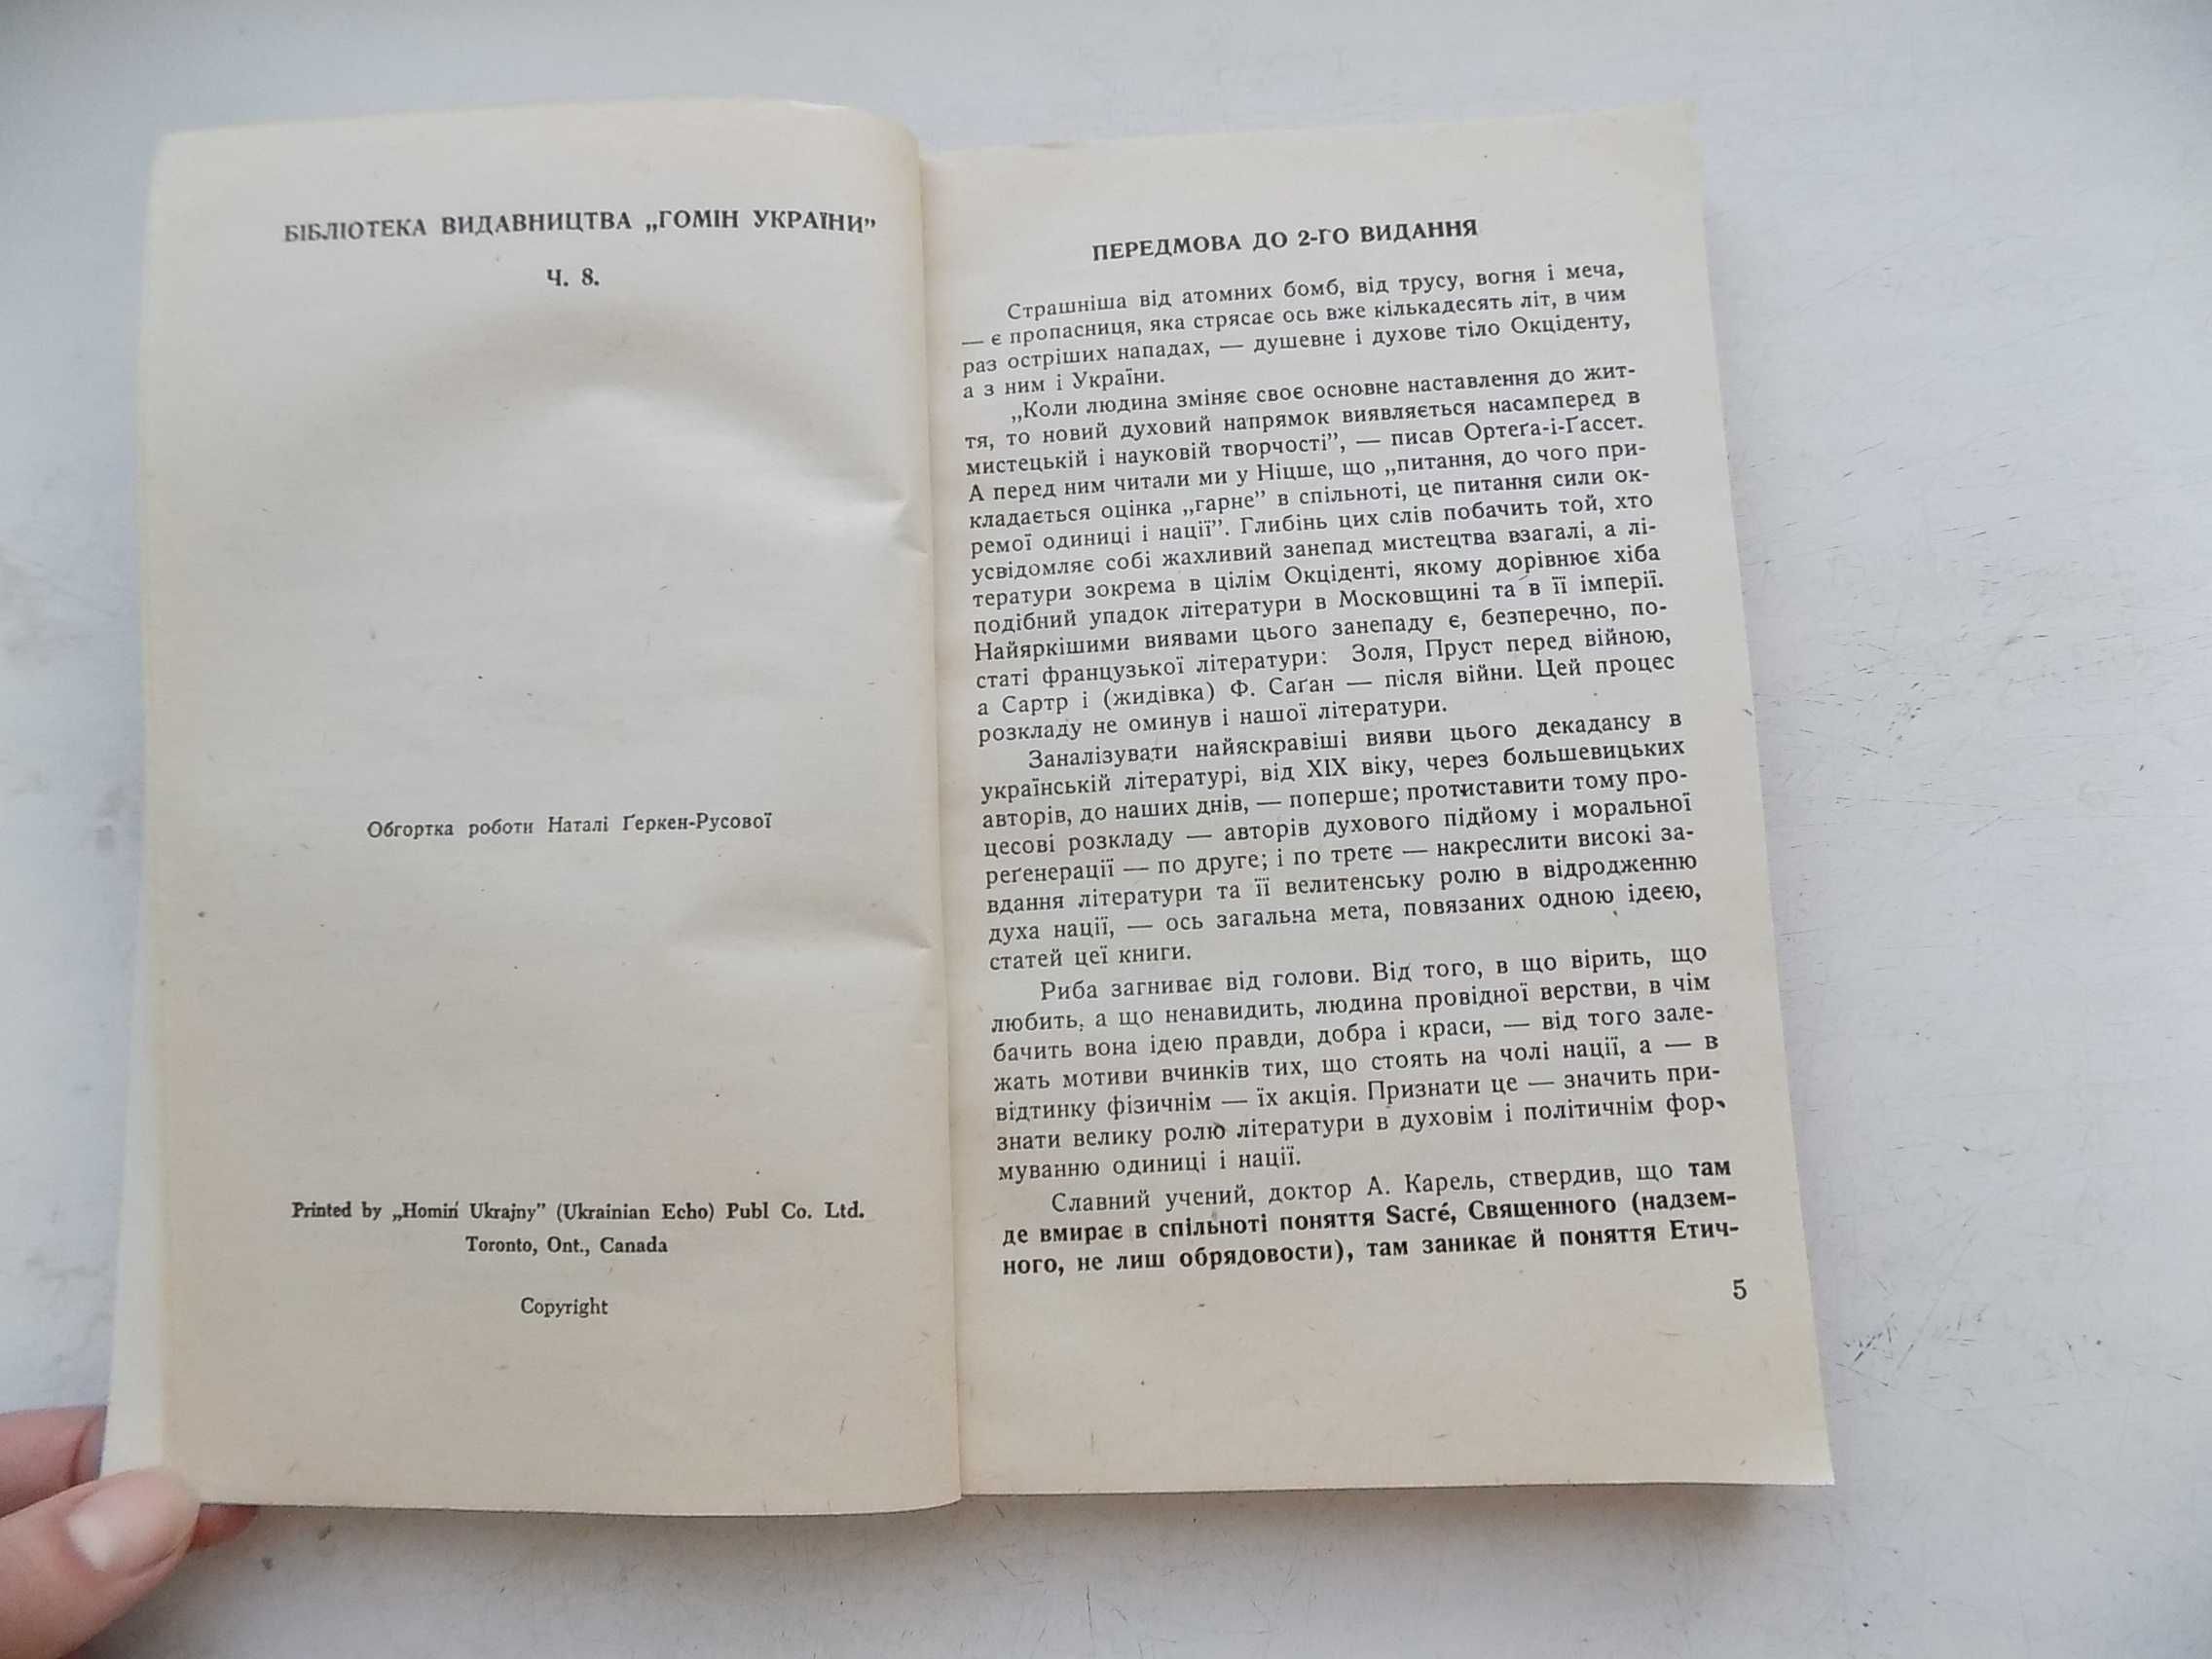 БІБЛІОТЕКА ВИДАВНИЦТВА „ГОМІН УКРАЇНИ”
Ч. 8.
Обгортка роботи Наталі Ґеркен-Русової
Printed by „Homin Ukrajny” (Ukrainian Echo) Publ Co. Ltd.
Toronto, Ont., Canada
Copyright
ПЕРЕДМОВА ДО 2-ГО ВИДАННЯ
Страшніша від атомних бомб, від трусу, вогня і меча,
— є пропасниця, яка стрясає ось вже кількадесять літ, в чим
раз остріших нападах, — душевне і духове тіло Окціденту,
а з ним і України.
„Коли людина зміняє своє основне наставлення до жит-
тя, то новий духовий напрямок виявляється насамперед в
мистецькій і науковій творчості”, — писав Ортеґа-і-Ґассет.
А перед ним читали ми у Ніцше, що „питання, до чого при-
кладається оцінка „гарне” в спільноті, це питання сили ок-
ремої одиниці і нації”. Глибінь цих слів побачить той, хто
усвідомляє собі жахливий занепад мистецтва взагалі, а лі-
тератури зокрема в цілім Окціденті, якому дорівнює хіба
подібний упадок літератури в Московщині та в її імперії.
Найяркішими виявами цього занепаду є, безперечно, по-
статі французької літератури: Золя, Пруст перед війною,
а Сартр і (жидівка) Ф. Саґан — після війни. Цей процес
розкладу не оминув і нашої літератури.
Заналізувати найяскравіші вияви цього декадансу в
українській літературі, від XIX віку, через большевицьких
авторів, до наших днів, — поперше; протиставити тому про-
цесові розкладу — авторів духового підйому і моральної
реґенерації — по друге; і по третє — накреслити високі за-
вдання літератури та її велитенську ролю в відродженню
духа нації, — ось загальна мета, повязаних одною ідеєю,
статей цеї книги.
Риба загниває від голови. Від того, в що вірить, що
любить, а що ненавидить, людина провідної верстви, в чім
бачить вона ідею правди, добра і краси, — від того зале-
жать мотиви вчинків тих, що стоять на чолі нації, а — в
відтинку фізичнім — їх акція. Признати це — значить при-
знати велику ролю літератури в духовім і політичнім фор-
муванню одиниці і нації.
Славний учений, доктор А. Карель, ствердив, що там
де вмирає в спільноті поняття Sacré, Священного (надзем-
ного, не лиш обрядовости), там заникає й поняття Етич-
5